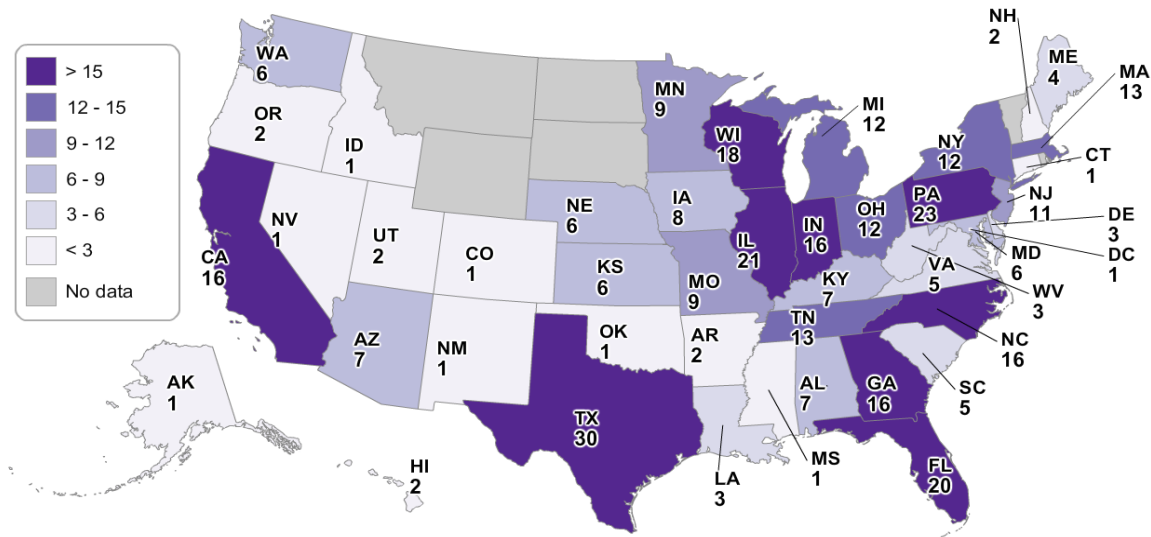 > 15
12 - 15
9 - 12
6 - 9
3 - 6
< 3
No data
WA
6
OR
2
ID
1
NV
1
CA
16
UT
2
AZ
7
CO
1
NM
1
NE
6
KS
6
OK
1
TX
30
MN
9
IA
8
MO
9
AR
2
LA
3
WI
18
IL
21
MI
12
IN
16
OH
12
KY
7
TN
13
MS
1
AL
7
GA
16
FL
20
SC
5
NC
16
VA
5
WV
3
PA
23
NY
12
NH
2
ME
4
MA
13
CT
1
NJ
11
DE
3
MD
6
DC
1
AK
1
HI
2